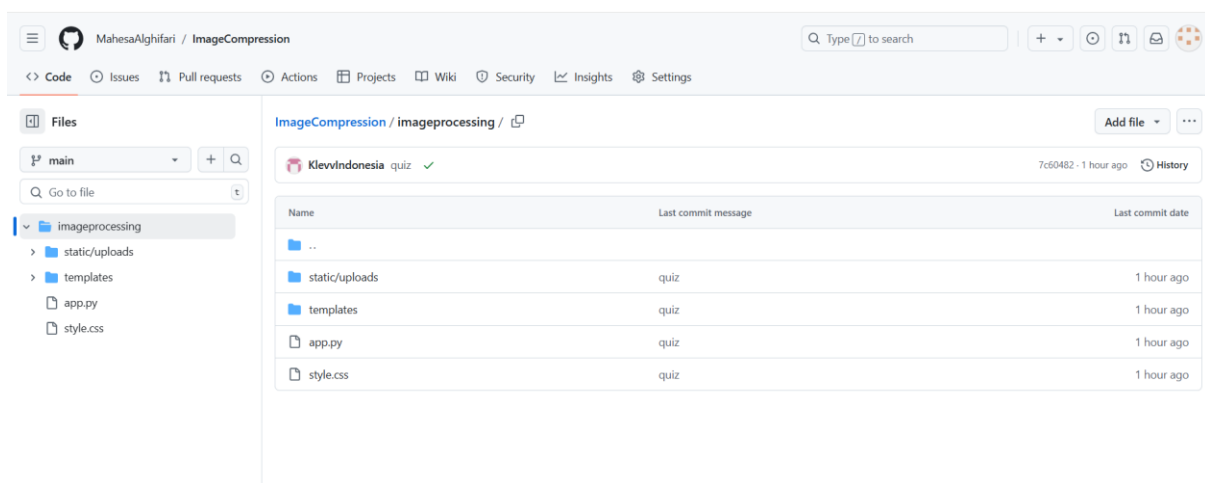 MahesaAlghifari / ImageCompression
Type / to search
Code Issues Pull requests Actions Projects Wiki Security Insights Settings
Files
main
Go to file t
imageprocessing
static/uploads
templates
app.py
style.css
ImageCompression / imageprocessing /
Add file
KlevvIndonesia quiz
7c60482 · 1 hour ago History
Name Last commit message Last commit date
..
static/uploads quiz 1 hour ago
templates quiz 1 hour ago
app.py quiz 1 hour ago
style.css quiz 1 hour ago